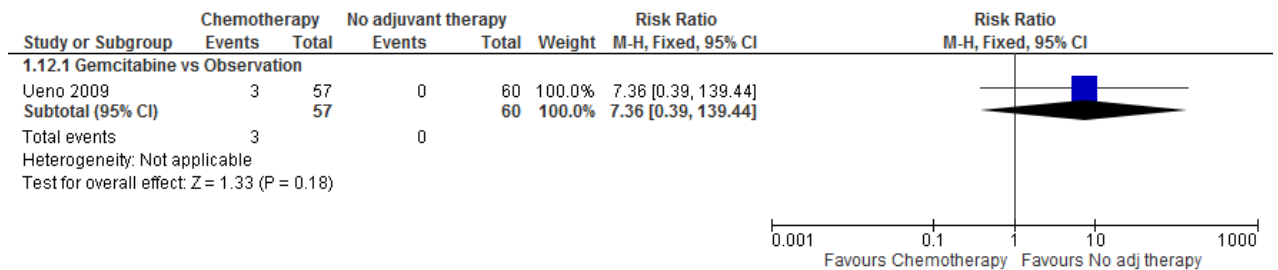 Chemotherapy No adjuvant therapy Risk Ratio Risk Ratio
Study or Subgroup Events Total Events Total Weight M-H, Fixed, 95% CI M-H, Fixed, 95% CI
1.12.1 Gemcitabine vs Observation
Ueno 2009 3 57 0 60 100.0% 7.36 [0.39, 139.44]
Subtotal (95% CI) 57 60 100.0% 7.36 [0.39, 139.44]
Total events 3 0
Heterogeneity: Not applicable
Test for overall effect: Z = 1.33 (P = 0.18)
0.001 0.1 1 10 1000
Favours Chemotherapy Favours No adj therapy